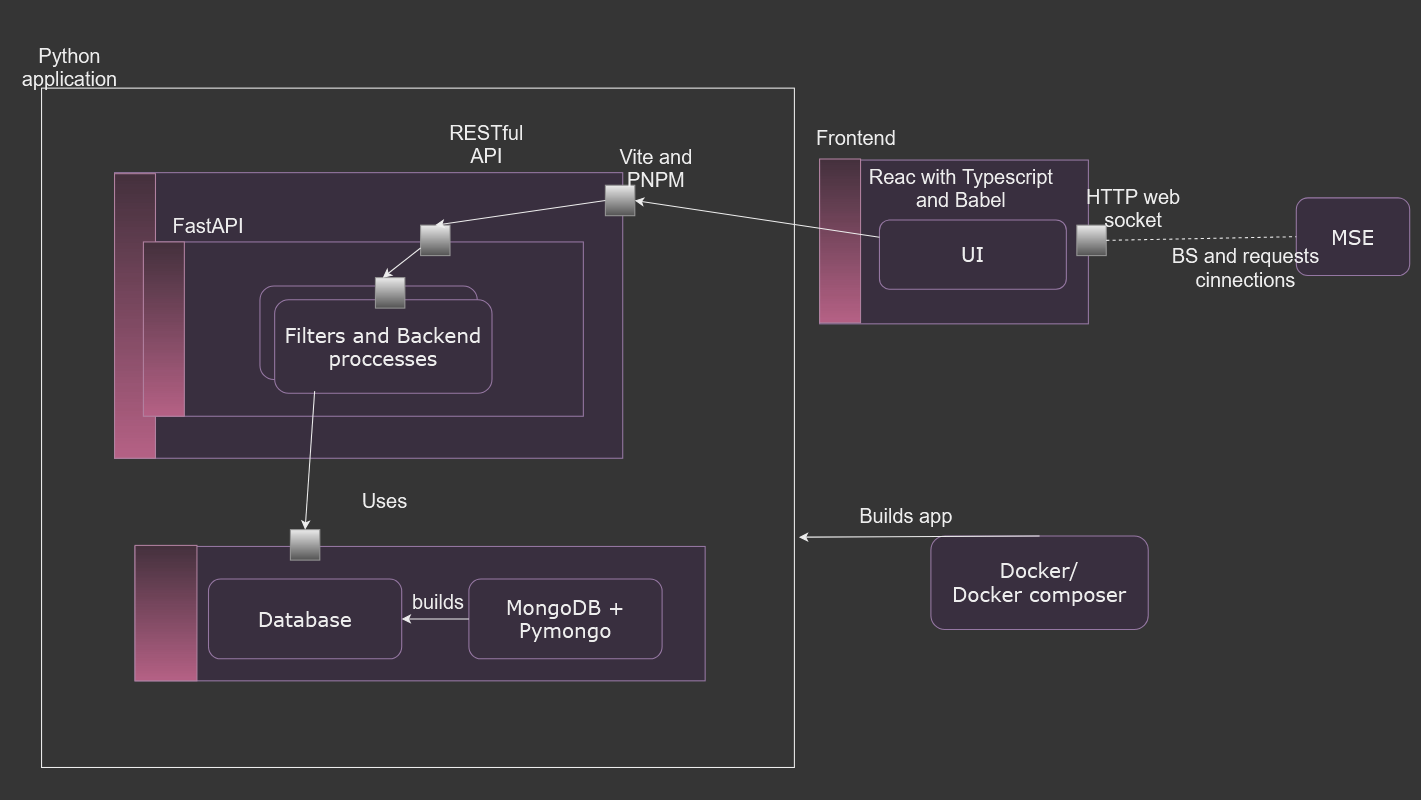 Python
application
RESTful
API
Vite and
PNPM
FastAPI
Filters and Backend
proccesses
Frontend
Reac with Typescript
and Babel
UI
HTTP web
socket
MSE
BS and requests
cinnections
Uses
Database
builds
MongoDB +
Pymongo
Builds app
Docker/
Docker composer